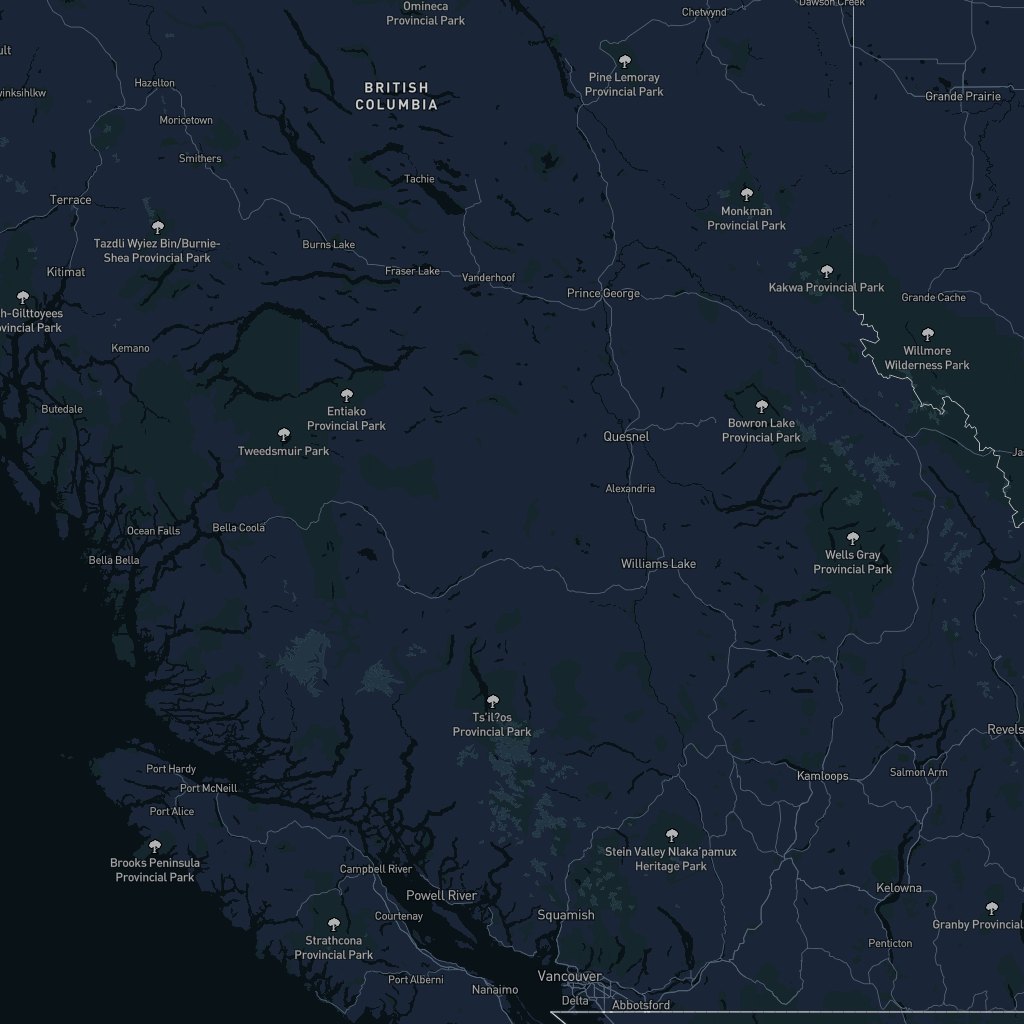 Omineca
Provincial Park
Chetwynd
Dawson Creek
Hazelton
Pine Lemoray
Provincial Park
BRITISH
COLUMBIA
Grande Prairie
winksihlkw
Moricetown
Smithers
Tachie
Terrace
Monkman
Provincial Park
Tazdli Wyiez Bin/Burnie-
Shea Provincial Park
Burns Lake
Kitimat
Fraser Lake
Vanderhoof
Prince George
Kakwa Provincial Park
Grande Cache
h-Gilttoyees
ovincial Park
Kemano
Willmore
Wilderness Park
Butedale
Entiako
Provincial Park
Bowron Lake
Provincial Park
Quesnel
Tweedsmuir Park
Jas
Alexandria
Ocean Falls
Bella Coola
Bella Bella
Williams Lake
Wells Gray
Provincial Park
Ts'il?os
Provincial Park
Revels
Port Hardy
Kamloops
Salmon Arm
Port McNeill
Port Alice
Brooks Peninsula
Provincial Park
Stein Valley Nlaka'pamux
Heritage Park
Campbell River
Powell River
Kelowna
Courtenay
Squamish
Granby Provincial
Strathcona
Provincial Park
Penticton
Port Alberni
Vancouver
Nanaimo
Delta
Abbotsford